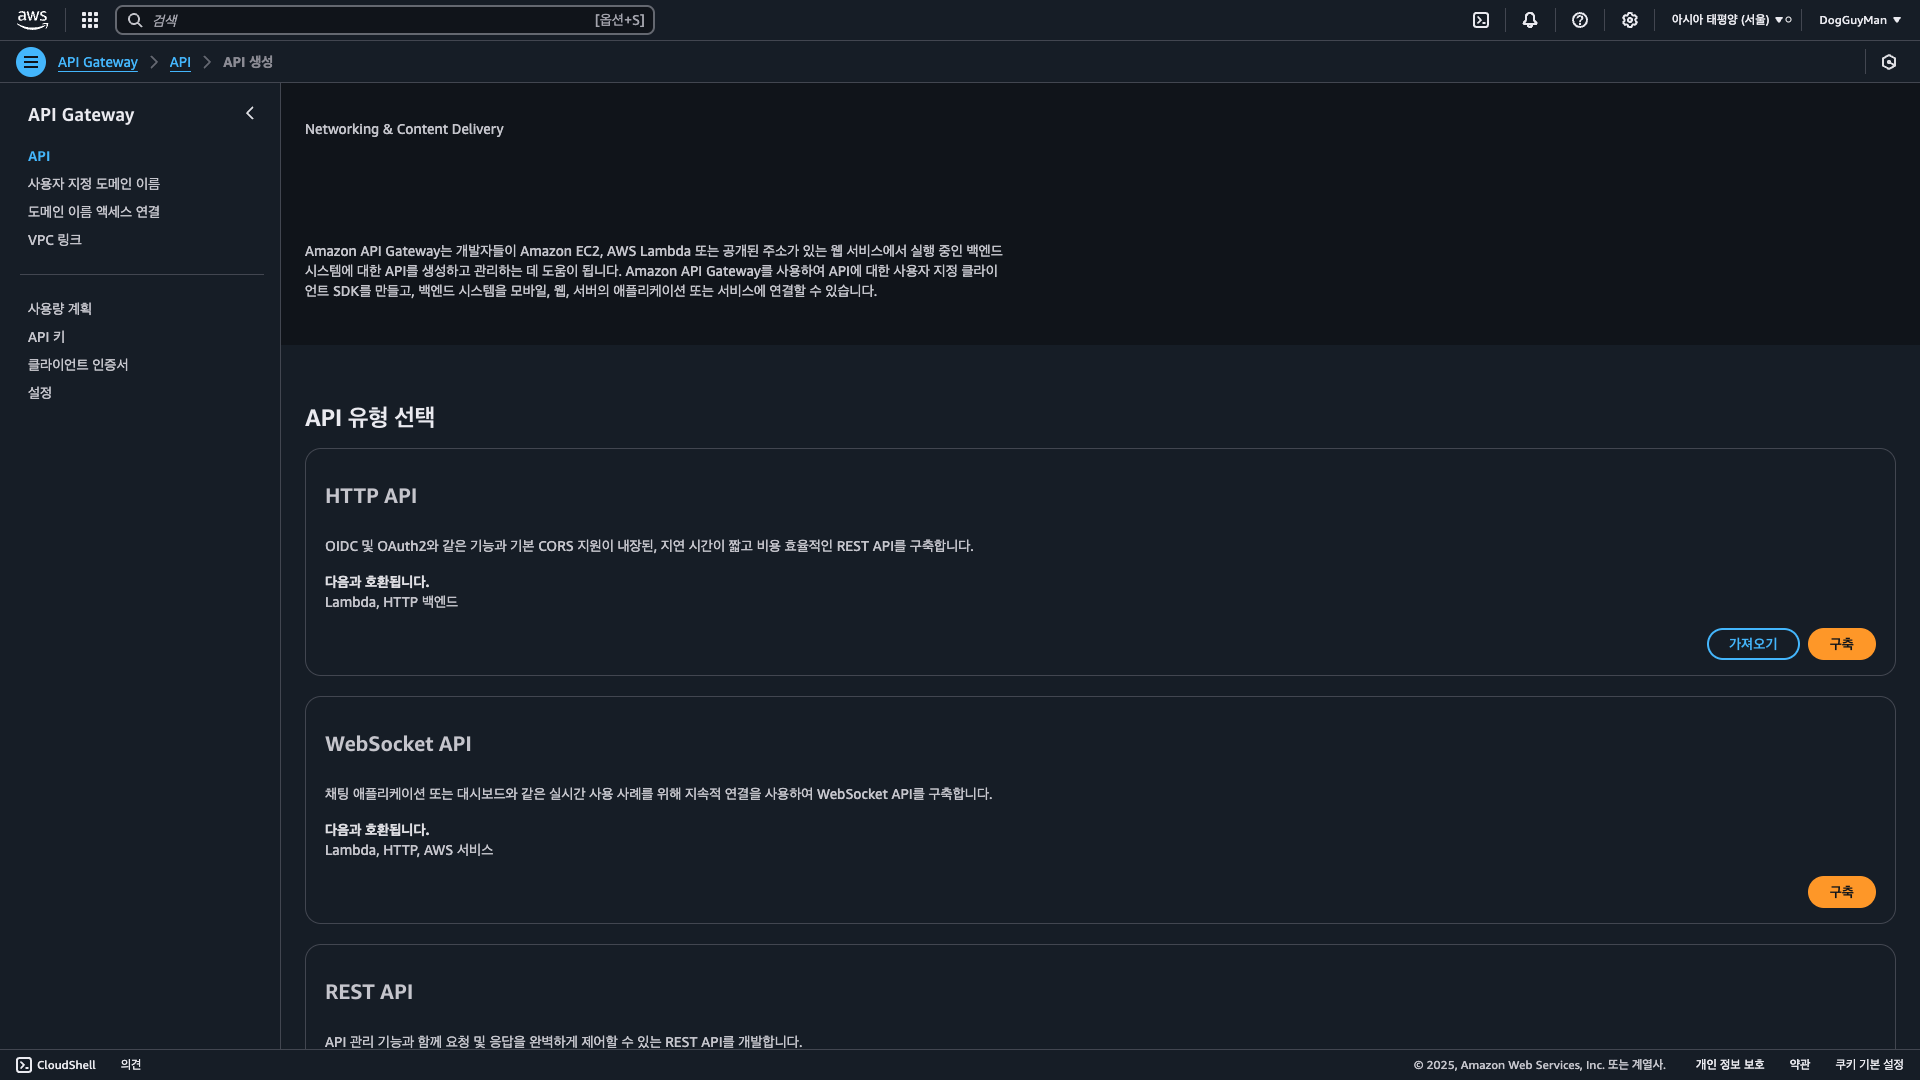 aws
검색
[옵션+S]
아시아 태평양 (서울)
DogGuyMan
API Gateway
API
API 생성
API Gateway
API
사용자 지정 도메인 이름
도메인 이름 액세스 연결
VPC 링크
사용량 계획
API 키
클라이언트 인증서
설정
Networking & Content Delivery
Amazon API Gateway는 개발자들이 Amazon EC2, AWS Lambda 또는 공개된 주소가 있는 웹 서비스에서 실행 중인 백엔드
시스템에 대한 API를 생성하고 관리하는 데 도움이 됩니다. Amazon API Gateway를 사용하여 API에 대한 사용자 지정 클라이
언트 SDK를 만들고, 백엔드 시스템을 모바일, 웹, 서버의 애플리케이션 또는 서비스에 연결할 수 있습니다.
API 유형 선택
HTTP API
OIDC 및 OAuth2와 같은 기능과 기본 CORS 지원이 내장된, 지연 시간이 짧고 비용 효율적인 REST API를 구축합니다.
다음과 호환됩니다.
Lambda, HTTP 백엔드
가져오기
구축
WebSocket API
채팅 애플리케이션 또는 대시보드와 같은 실시간 사용 사례를 위해 지속적 연결을 사용하여 WebSocket API를 구축합니다.
다음과 호환됩니다.
Lambda, HTTP, AWS 서비스
구축
REST API
API 관리 기능과 함께 요청 및 응답을 완벽하게 제어할 수 있는 REST API를 개발합니다.
CloudShell
의견
© 2025, Amazon Web Services, Inc. 또는 계열사.
개인 정보 보호
약관
쿠키 기본 설정